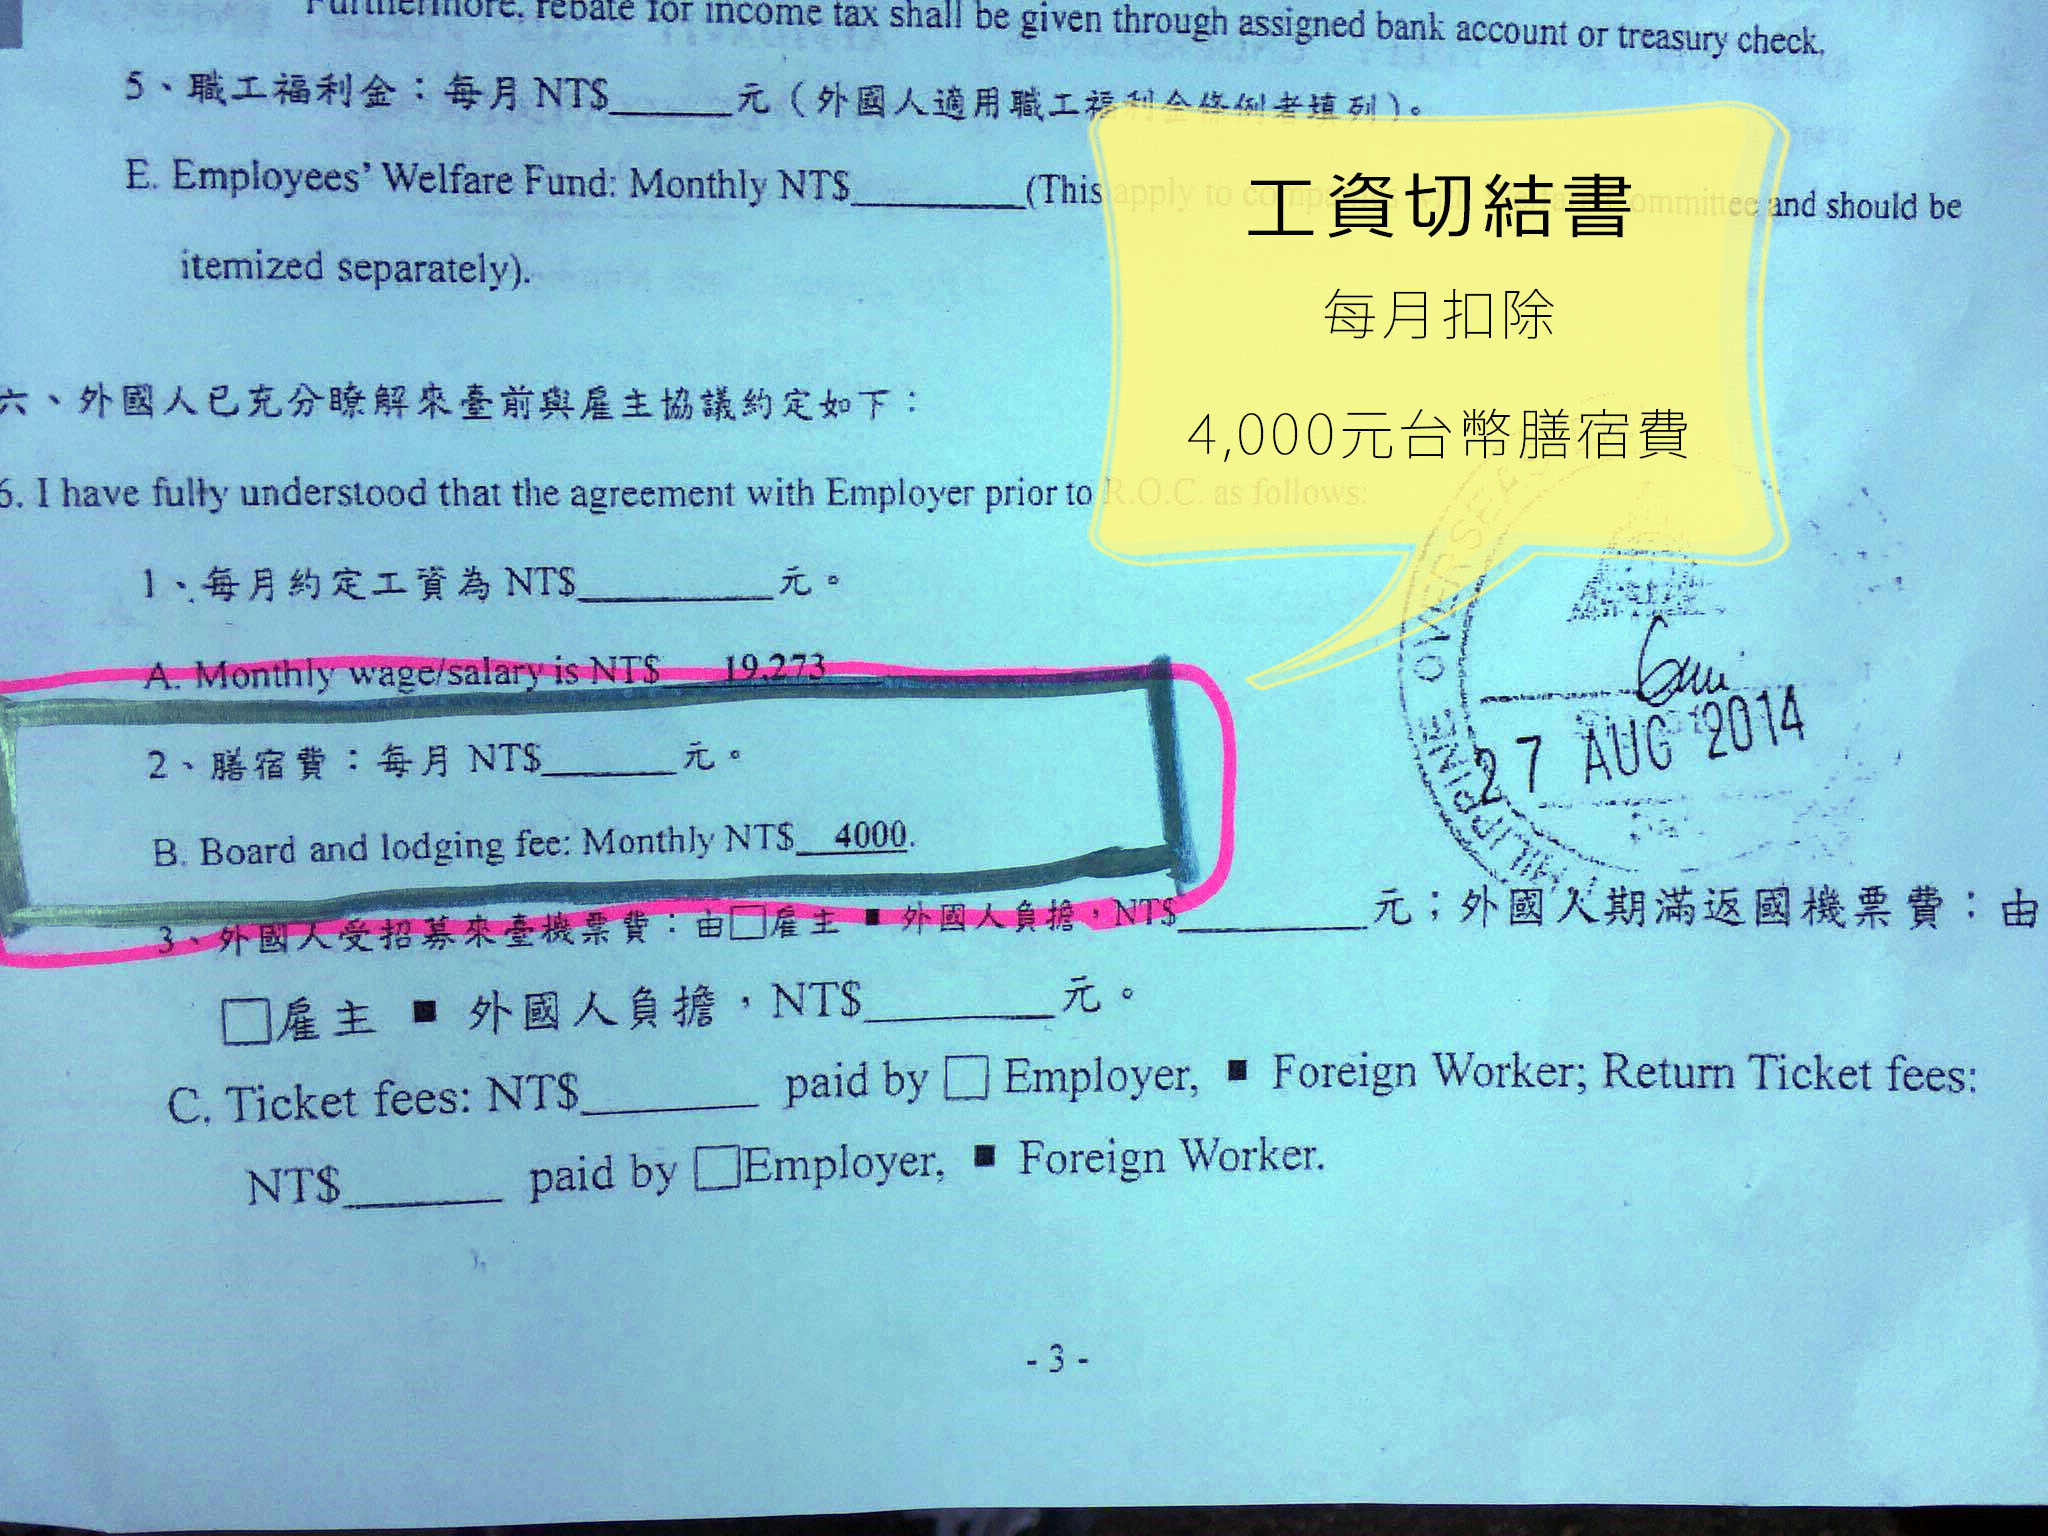 Furthermore, rebate for income tax shall be given through assigned bank account or treasury check.
5、職工福利金：每月 NT$______元（外國人適用職工福利金條例者填列）。
E. Employees' Welfare Fund: Monthly NT$________(This apply to committee and should be
itemized separately).
工資切結書
每月扣除
4,000元台幣膳宿費
六、外國人已充分瞭解來臺前與雇主協議約定如下：
6. I have fully understood that the agreement with Employer prior to R.O.C. as follows:
1、每月約定工資為 NT$_________元。
A. Monthly wage/salary is NT$ 19,273
2、膳宿費：每月 NT$______元。
B. Board and lodging fee: Monthly NT$ 4000.
27 AUG 2014
PHILIPPINE OVERSEA
3、外國人受招募來臺機票費：由□雇主 ■ 外國人負擔，NT$________元；外國人期滿返國機票費：由
□雇主 ■ 外國人負擔，NT$________元。
C. Ticket fees: NT$________ paid by □ Employer, ■ Foreign Worker; Return Ticket fees:
NT$_______ paid by □Employer, ■ Foreign Worker.
- 3 -